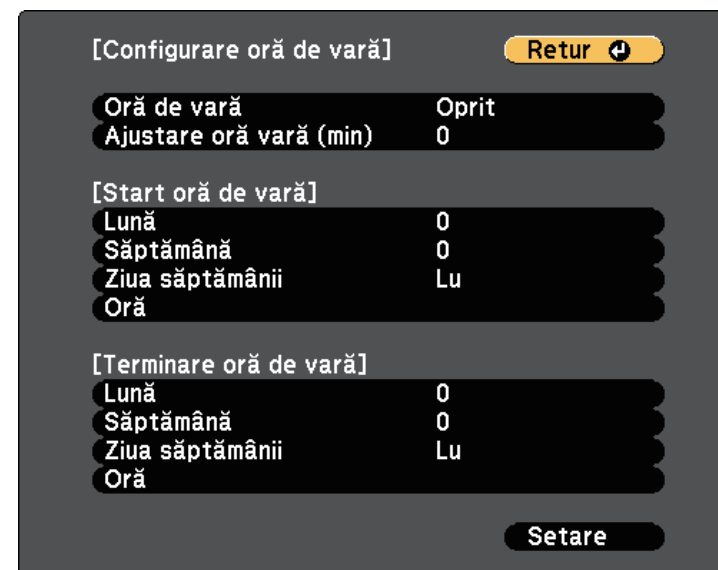 [Configurare oră de vară] Retur
Oră de vară Oprit
Ajustare oră vară (min) 0
[Start oră de vară]
Lună 0
Săptămână 0
Ziua săptămânii Lu
Oră
[Terminare oră de vară]
Lună 0
Săptămână 0
Ziua săptămânii Lu
Oră
Setare